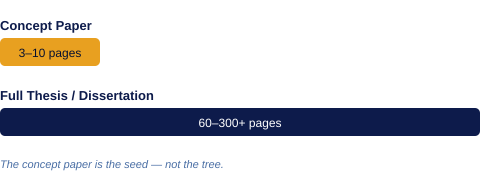 Concept Paper
3–10 pages
Full Thesis / Dissertation
60–300+ pages
The concept paper is the seed — not the tree.